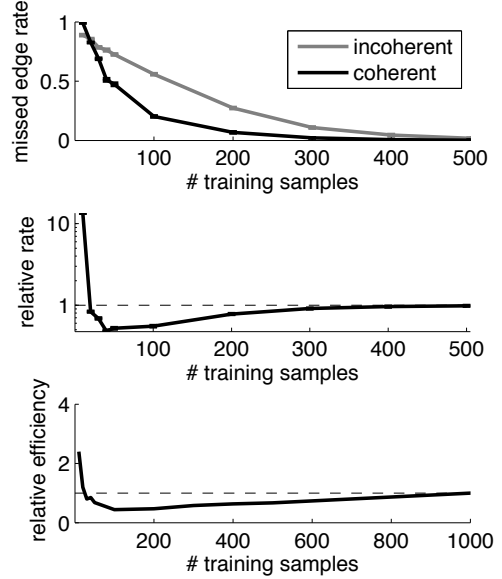 1
0.5
0
missed edge rate
incoherent
coherent
100 200 300 400 500
# training samples
10
1
relative rate
100 200 300 400 500
# training samples
4
2
0
relative efficiency
200 400 600 800 1000
# training samples